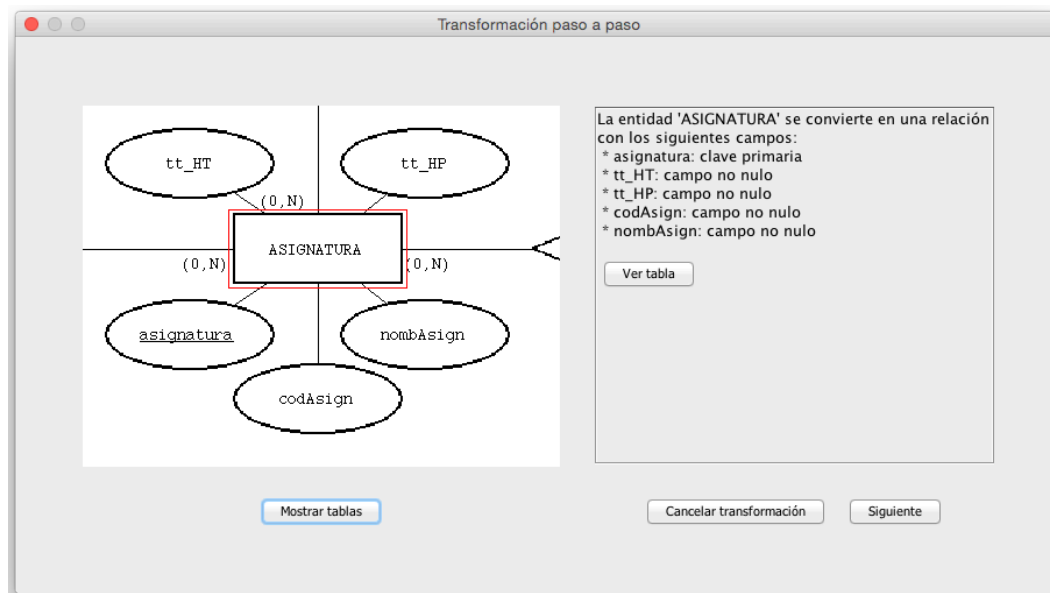 Transformación paso a paso
tt_HT
tt_HP
(0,N)
ASIGNATURA
(0,N)
(0,N)
asignatura
nombAsign
codAsign
La entidad 'ASIGNATURA' se convierte en una relación
con los siguientes campos:
* asignatura: clave primaria
* tt_HT: campo no nulo
* tt_HP: campo no nulo
* codAsign: campo no nulo
* nombAsign: campo no nulo
Ver tabla
Mostrar tablas
Cancelar transformación
Siguiente